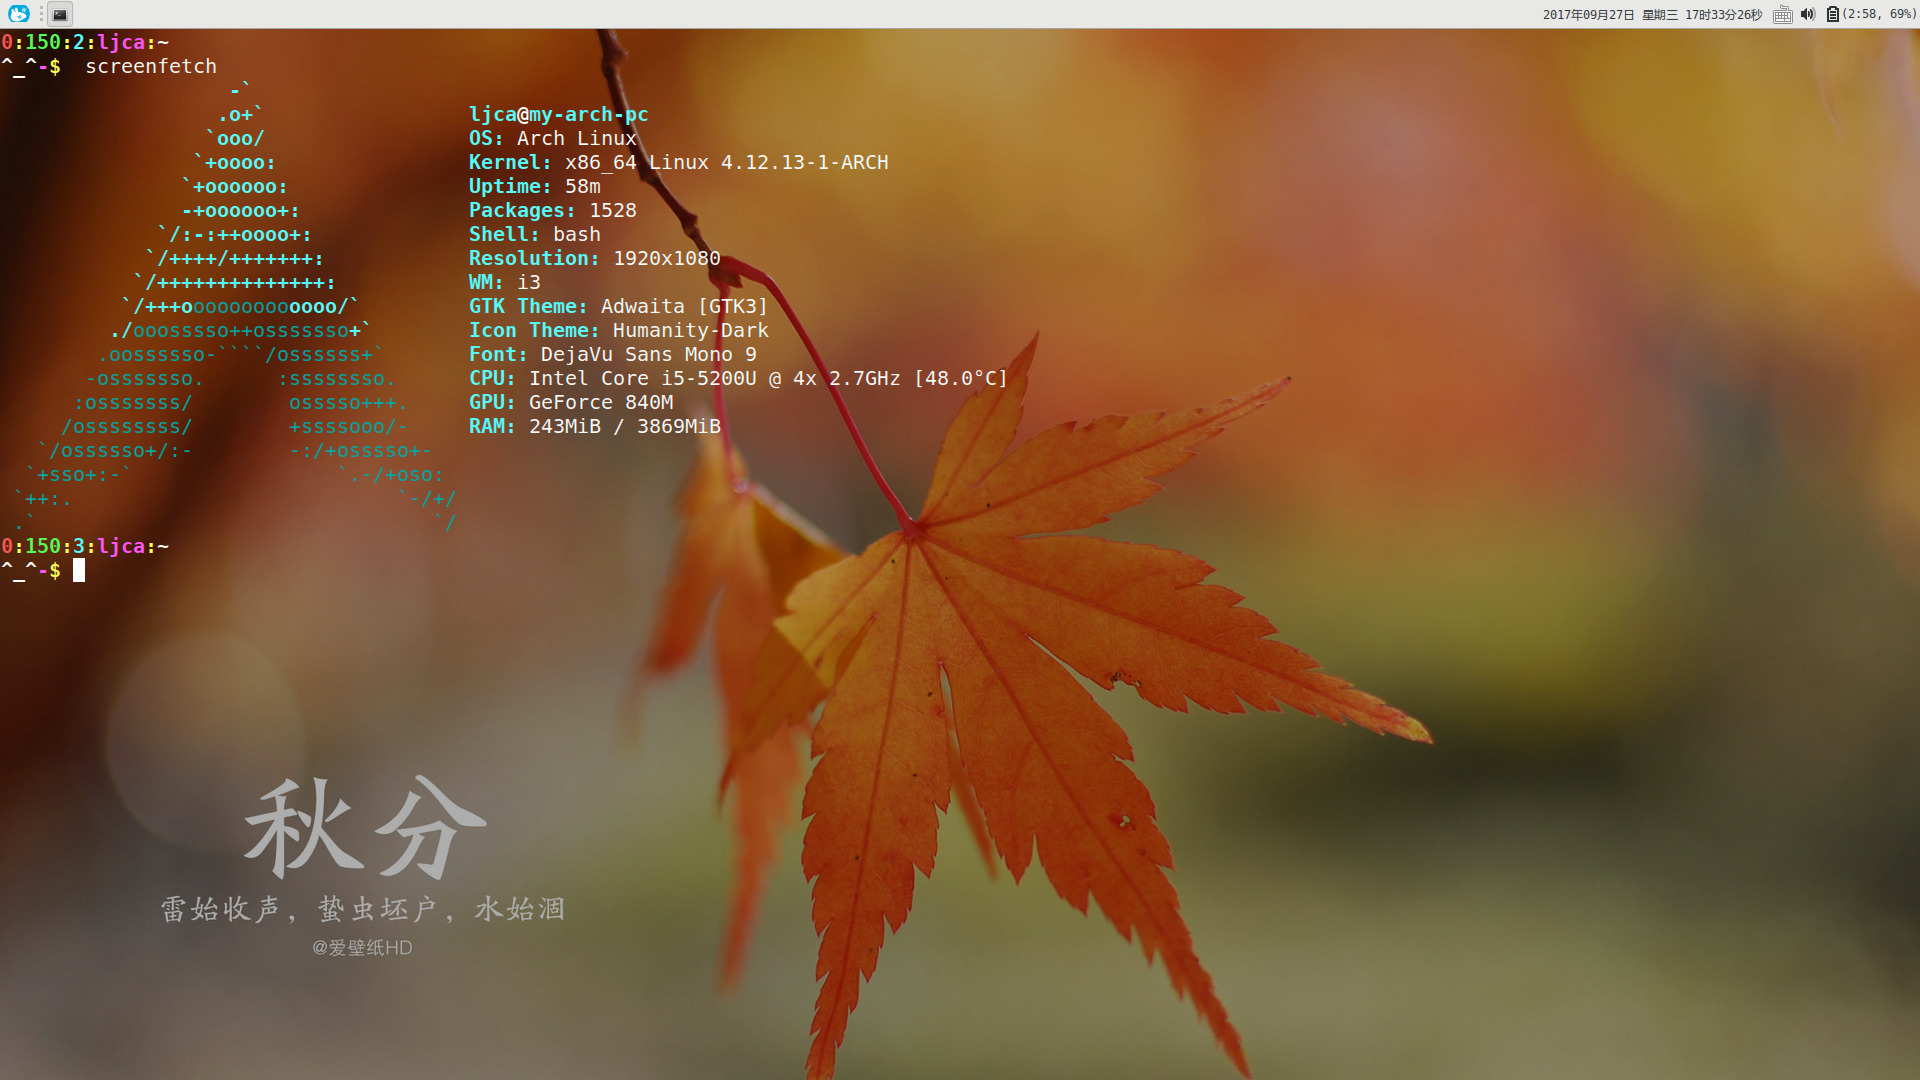 2017年09月27日 星期三 17时33分26秒 (2:58, 69%)
0:150:2:ljca:~
^_^-$  screenfetch
                   -`
                  .o+`                 ljca@my-arch-pc
                 `ooo/                 OS: Arch Linux
                `+oooo:                Kernel: x86_64 Linux 4.12.13-1-ARCH
               `+oooooo:               Uptime: 58m
               -+oooooo+:              Packages: 1528
             `/:-:++oooo+:             Shell: bash
            `/++++/+++++++:            Resolution: 1920x1080
           `/++++++++++++++:           WM: i3
          `/+++ooooooooooooo/`         GTK Theme: Adwaita [GTK3]
         ./ooosssso++osssssso+`        Icon Theme: Humanity-Dark
        .oossssso-````/ossssss+`       Font: DejaVu Sans Mono 9
       -osssssso.      :ssssssso.      CPU: Intel Core i5-5200U @ 4x 2.7GHz [48.0°C]
      :osssssss/        osssso+++.     GPU: GeForce 840M
     /ossssssss/        +ssssooo/-     RAM: 243MiB / 3869MiB
   `/ossssso+/:-        -:/+osssso+-
  `+sso+:-`                 `.-/+oso:
 `++:.                           `-/+/
 .`                                 `/
0:150:3:ljca:~
^_^-$
秋分
雷始收声，蛰虫坯户，水始涸
@爱壁纸HD